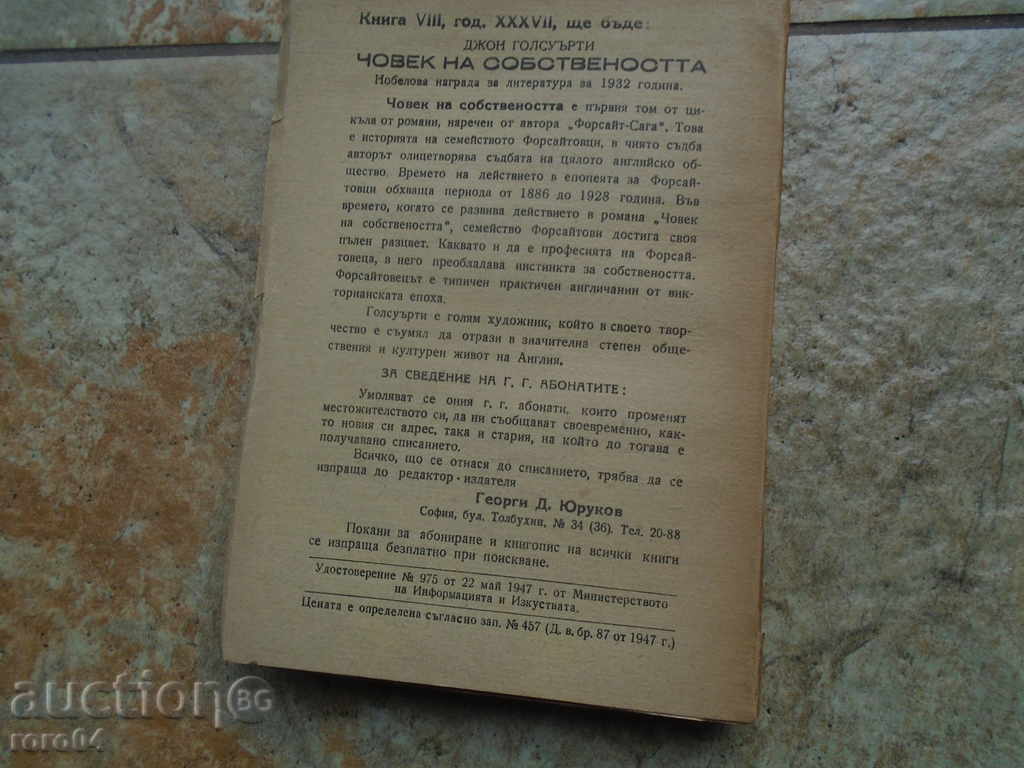 Книга VIII, год. XXXVII, ще бъде:
ДЖОН ГОЛСУЪРТИ
ЧОВЕК НА СОБСТВЕНОСТТА
Нобелова награда за литература за 1932 година.
Човек на собствеността е първия том от ци-
къла от романи, наречен от автора „Форсайт-Сага". Това
е историята на семейството Форсайтовци, в чиято съдба
авторът олицетворява съдбата на цялото английско об-
щество. Времето на действието в епопеята за Форсай-
товци обхваща периода от 1886 до 1928 година. Във
времето, когато се развива действието в романа „Човек
на собствеността", семейство Форсайтови достига своя
пълен разцвет. Каквато и да е професията на Форсай-
товеца, в него преоблалава инстинкта за собствеността.
Форсайтовецът е типичен практичен англичанин от вик-
торианската епоха.
Голсуърти е голям художник, който в своето твор-
чество е съумял да отрази в значителна степен обще-
ствения и културен живот на Англия.
ЗА СВЕДЕНИЕ НА Г. Г. АБОНАТИТЕ:
Умоляват се ония г. г. абонати, които променят
местожителството си, да ни съобщават своевременно, как-
то новия си адрес, така и стария, на който до тогава е
получавано списанието.
Всичко, що се отнася до списанието, трябва да се
изпраща до редактор-издателя
Георги Д. Юруков
София, бул. Толбухин, № 34 (36). Тел. 20-88
Покани за абониране и книгопис на всички книги
се изпраща безплатно при поискване.
Удостоверение № 975 от 22 май 1947 г. от Министерството
на Информацията и Изкуствата.
Цената е определена съгласно зап. № 457 (Д. в. бр. 87 от 1947 г.)
auction BG
roro04